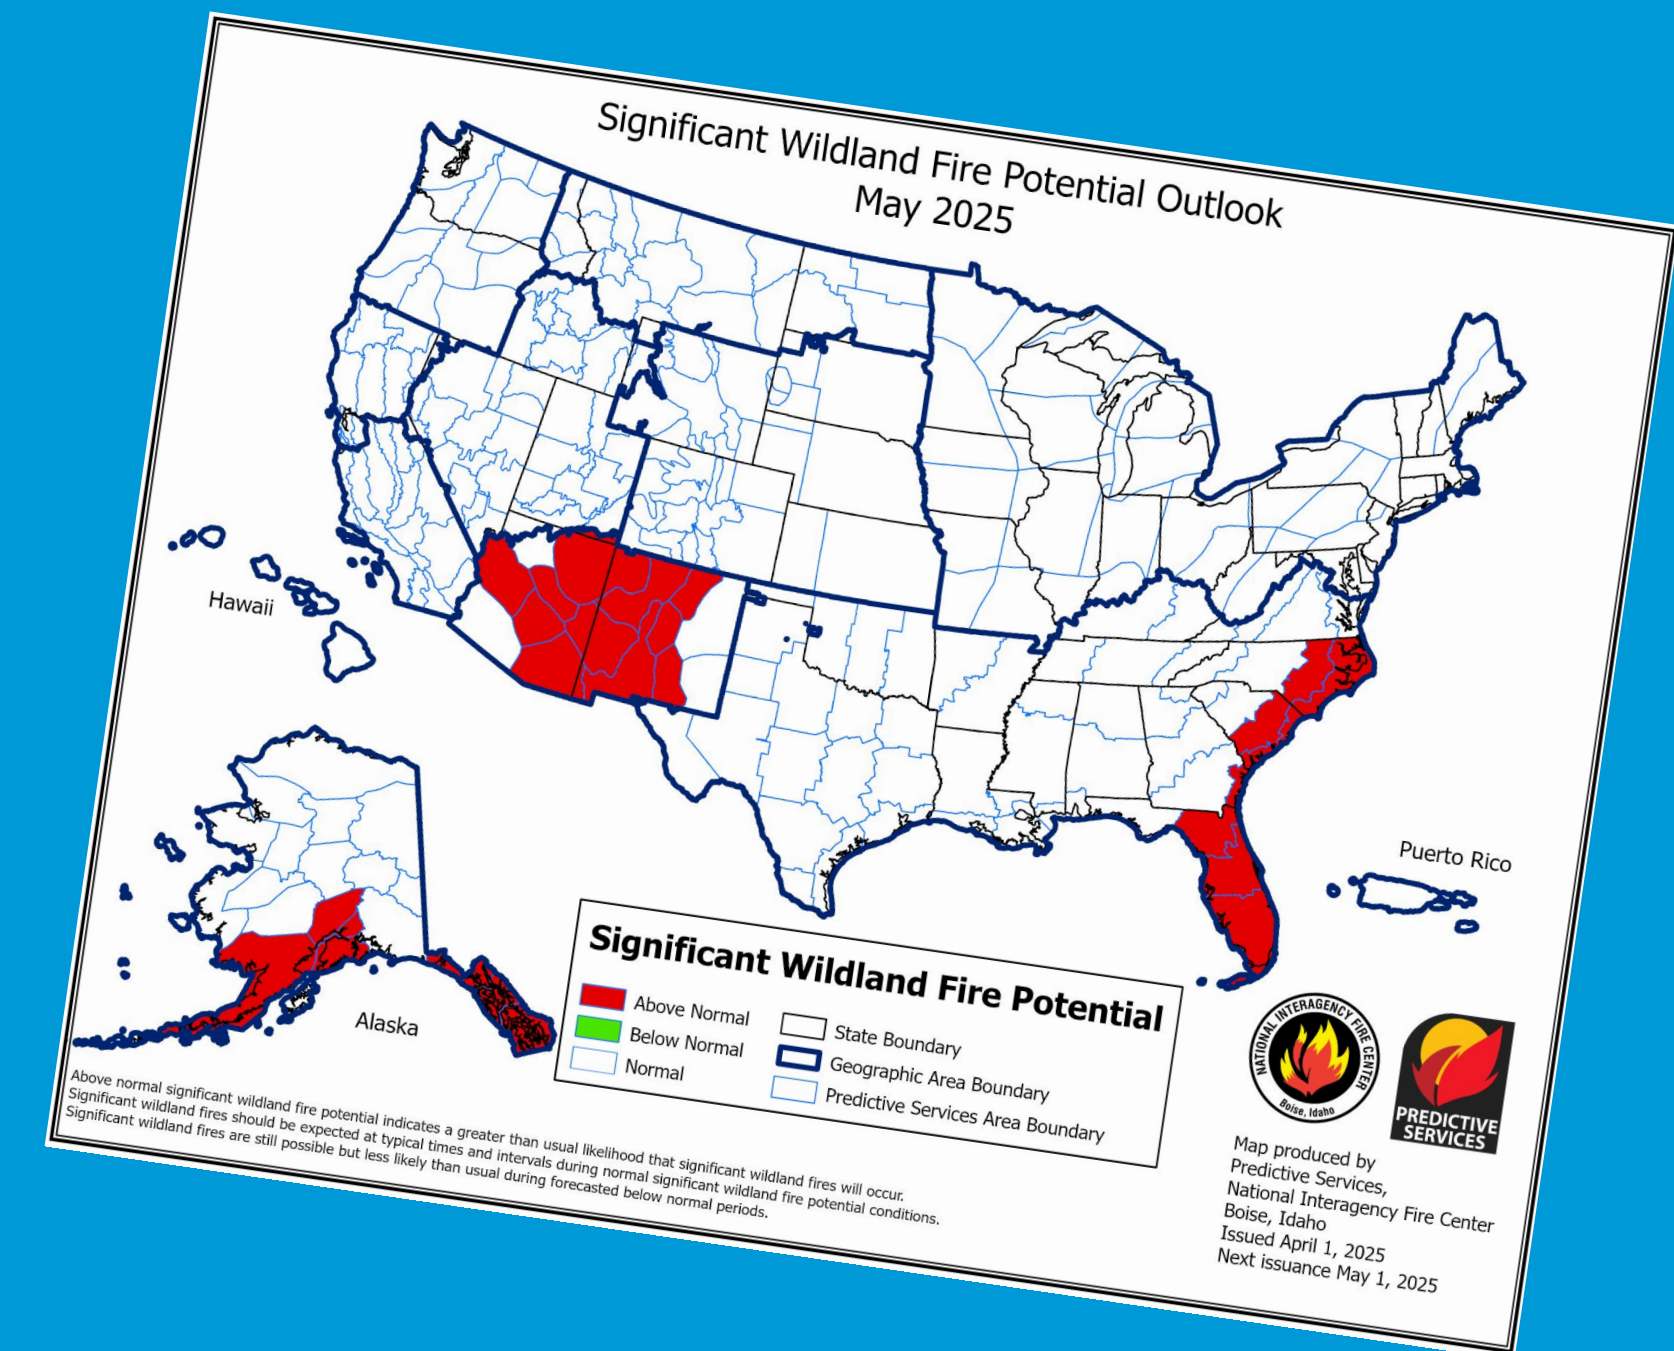 Significant Wildland Fire Potential Outlook
May 2025
Hawaii
Alaska
Puerto Rico
Significant Wildland Fire Potential
Above Normal
Below Normal
Normal
State Boundary
Geographic Area Boundary
Predictive Services Area Boundary
Above normal significant wildland fire potential indicates a greater than usual likelihood that significant wildland fires will occur.
Significant wildland fires should be expected at typical times and intervals during normal significant wildland fire potential conditions.
Significant wildland fires are still possible but less likely than usual during forecasted below normal periods.
NATIONAL INTERAGENCY FIRE CENTER
Boise, Idaho
PREDICTIVE
SERVICES
Map produced by
Predictive Services,
National Interagency Fire Center
Boise, Idaho
Issued April 1, 2025
Next issuance May 1, 2025